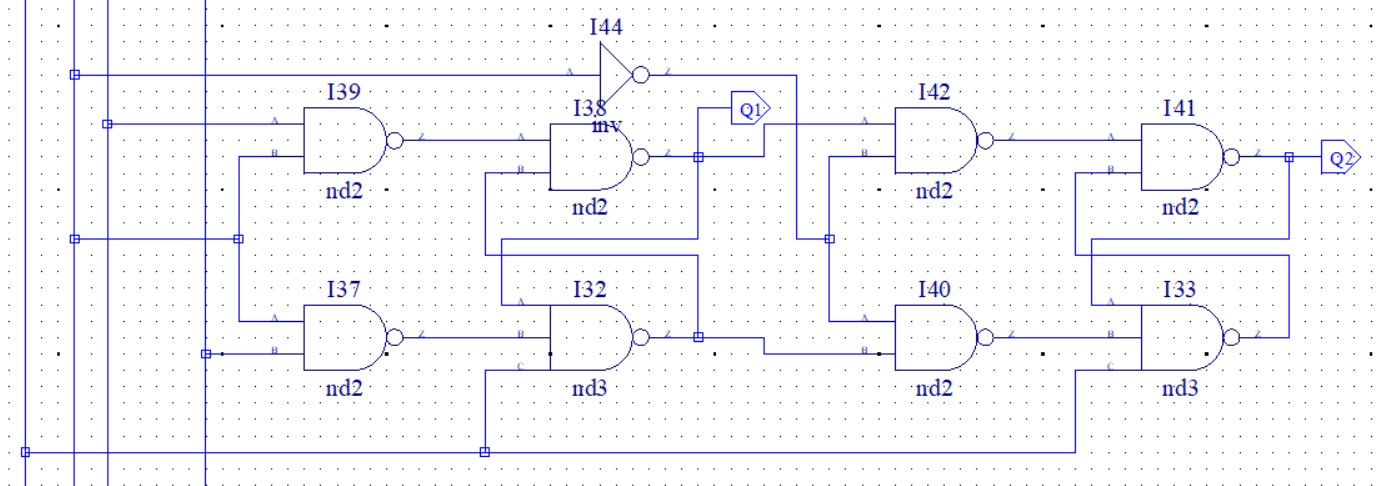 I44
A Z
I39 I38 Q1 I42 I41
inv
A Z A Z A Z A Z Q2
B B B B
nd2 nd2 nd2 nd2
I37 I32 I40 I33
A A A A
Z B Z Z B Z
B C B C
nd2 nd3 nd2 nd3